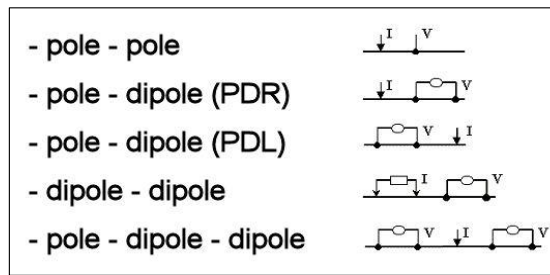 - pole - pole I V
- pole - dipole (PDR) I V
- pole - dipole (PDL) V I
- dipole - dipole I V
- pole - dipole - dipole V I V